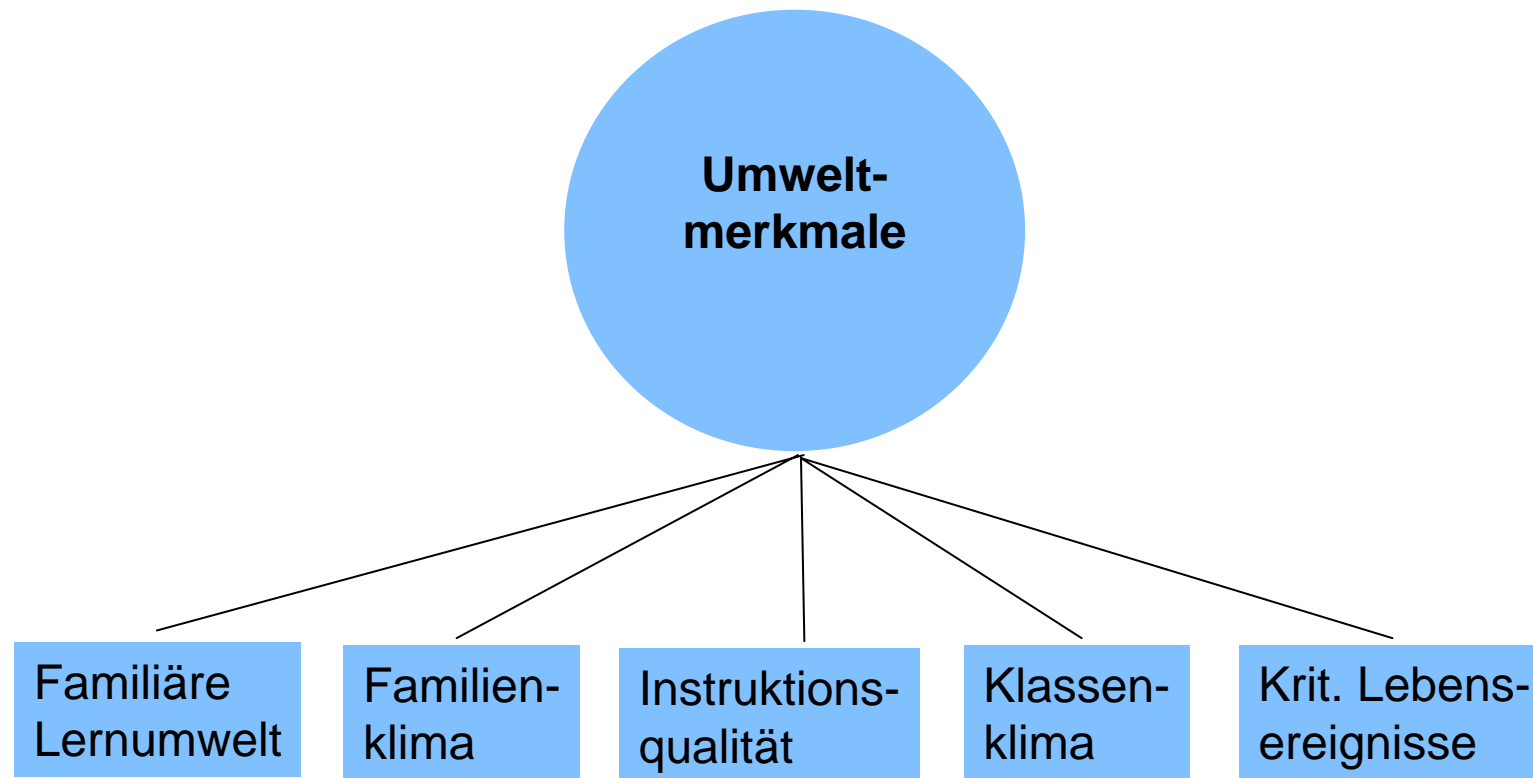 Umwelt-
merkmale
Familiäre
Lernumwelt
Familien-
klima
Instruktions-
qualität
Klassen-
klima
Krit. Lebens-
ereignisse